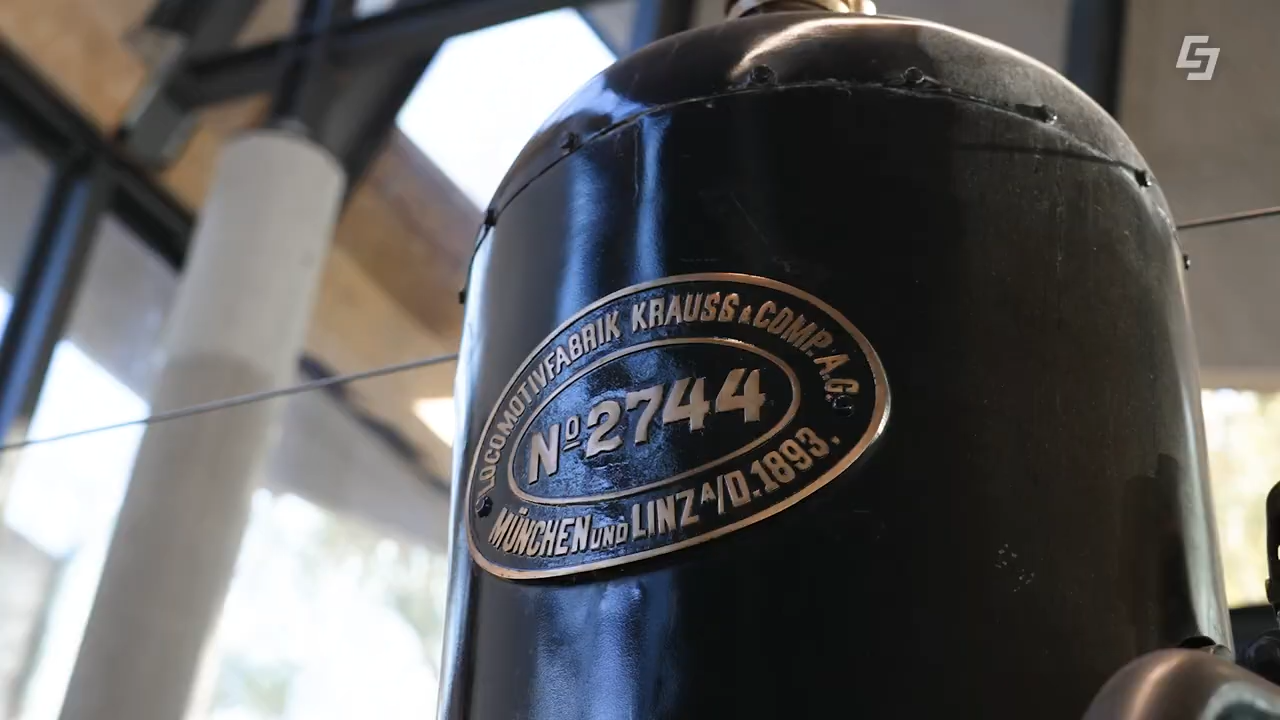 LOCOMOTIVFABRIK KRAUSS & COMP. A.G.
Nº 2744
MÜNCHEN UND LINZ A/D. 1893.